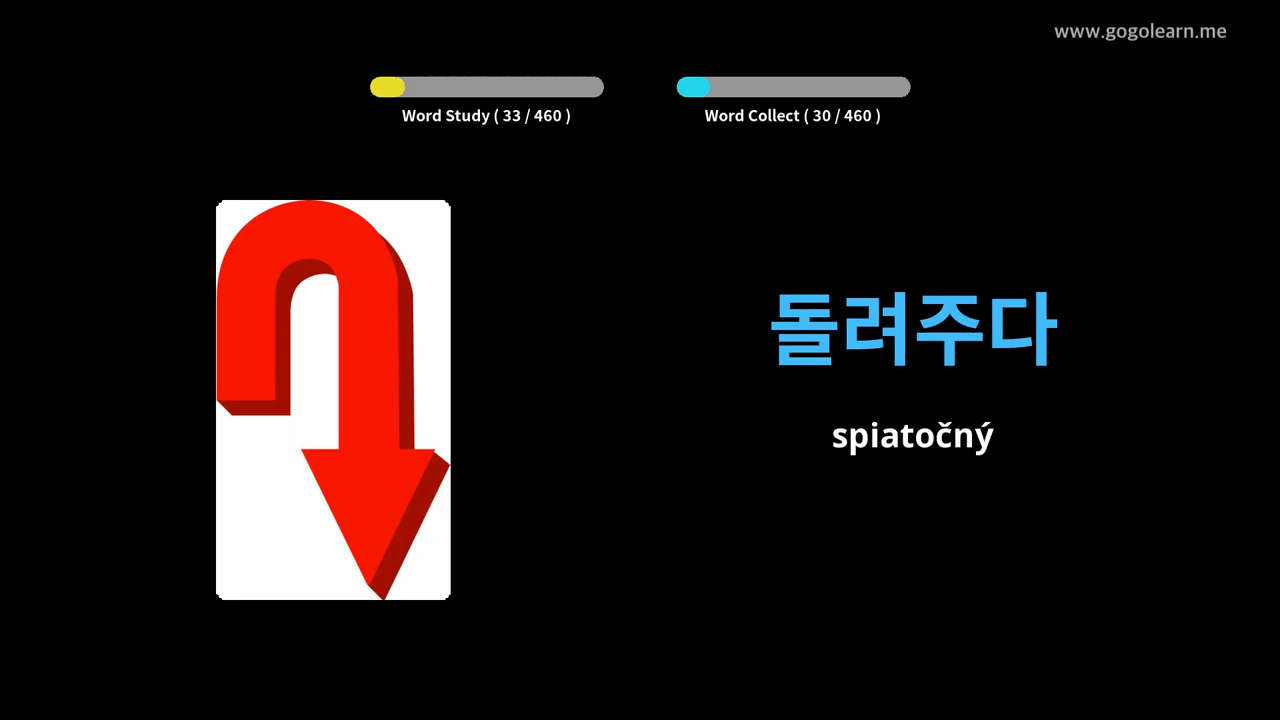 www.gogolearn.me
Word Study ( 33 / 460 )
Word Collect ( 30 / 460 )
돌려주다
spiatočný